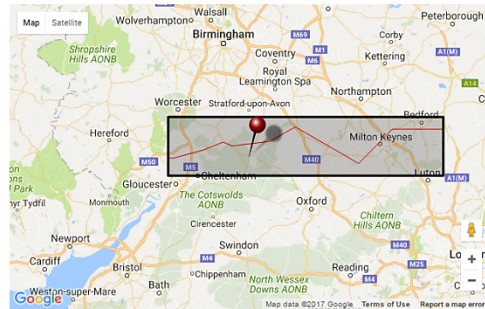 Map
Satellite
Walsall
Wolverhampton
Peterborough
Birmingham
Corby
M69
M1
A1(M)
Coventry
Kettering
Shropshire
Hills AONB
M6
Royal
Leamington Spa
A14
Northampton
Worcester
Stratford-upon-Avon
Bedford
Hereford
Milton Keynes
M50
M5
M40
Cheltenham
Luton
A1(M)
Gloucester
The Cotswolds
AONB
Monmouth
Oxford
Chiltern
Hills AONB
Cirencester
Newport
Swindon
M40
Cardiff
M4
M25
Bristol
Chippenham
Reading
North Wessex
Downs AONB
M4
Bath
Weston-super-Mare
Google
Map data ©2017 Google
Terms of Use
Report a map error